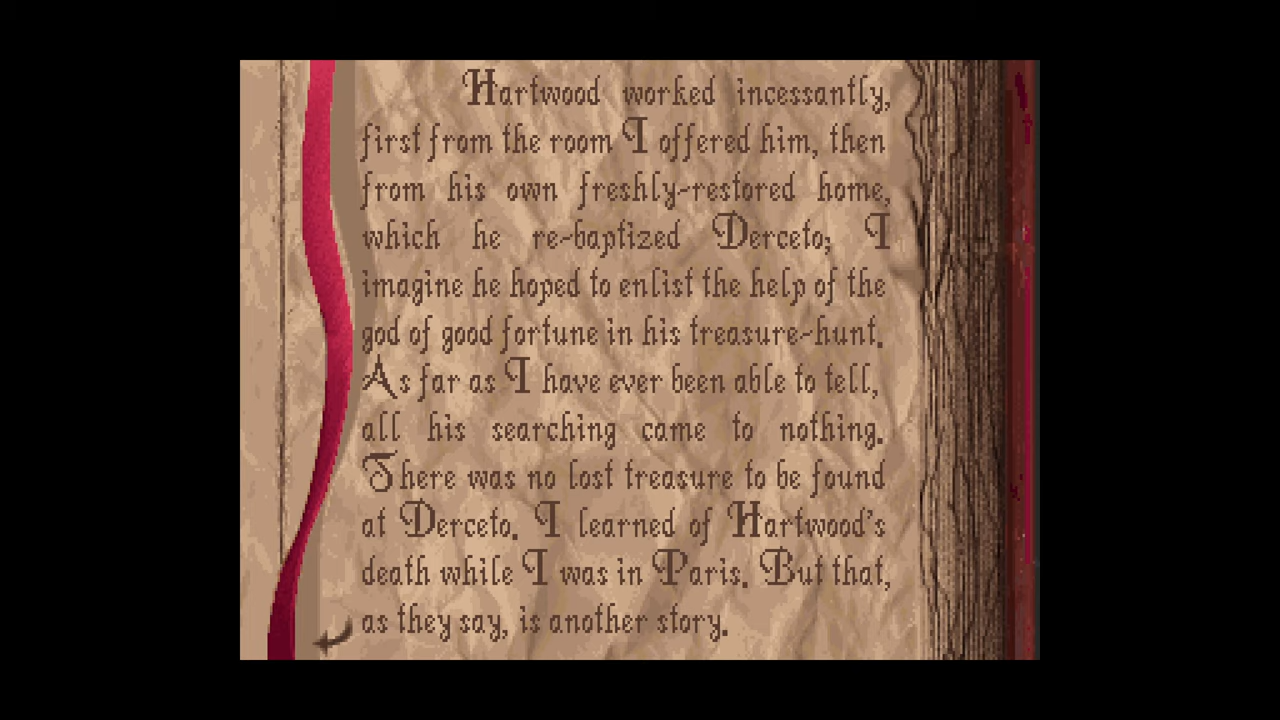 Hartwood worked incessantly,
first from the room I offered him, then
from his own freshly-restored home,
which he re-baptized Derceto; I
imagine he hoped to enlist the help of the
god of good fortune in his treasure-hunt.
As far as I have ever been able to tell,
all his searching came to nothing.
There was no lost treasure to be found
at Derceto. I learned of Hartwood's
death while I was in Paris. But that,
as they say, is another story.